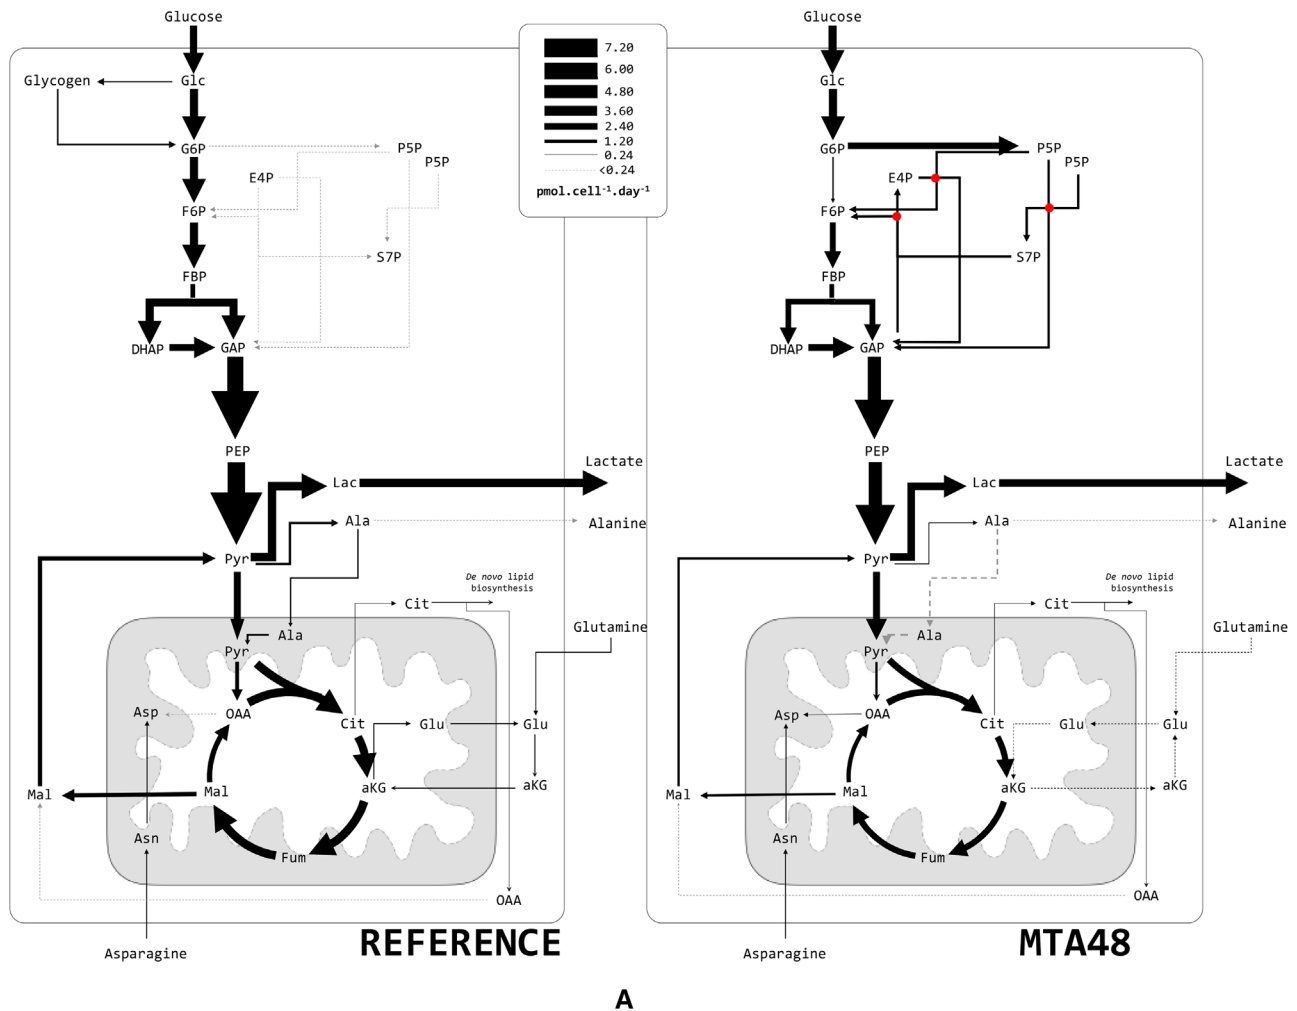 Glucose
Glycogen
Glc
G6P
P5P
P5P
E4P
F6P
S7P
FBP
DHAP
GAP
PEP
Lactate
Lac
Ala
Alanine
Pyr
De novo lipid
biosynthesis
Cit
Glutamine
Ala
Pyr
Asp
OAA
Cit
Glu
Glu
Mal
Mal
aKG
aKG
Asn
Fum
OAA
Asparagine
REFERENCE
7.20
6.00
4.80
3.60
2.40
1.20
0.24
<0.24
pmol.cell⁻¹.day⁻¹
Glucose
Glc
G6P
P5P
P5P
E4P
F6P
S7P
FBP
DHAP
GAP
PEP
Lactate
Lac
Ala
Alanine
Pyr
De novo lipid
biosynthesis
Cit
Glutamine
Ala
Pyr
Asp
OAA
Cit
Glu
Glu
Mal
Mal
aKG
aKG
Asn
Fum
OAA
Asparagine
MTA48
A